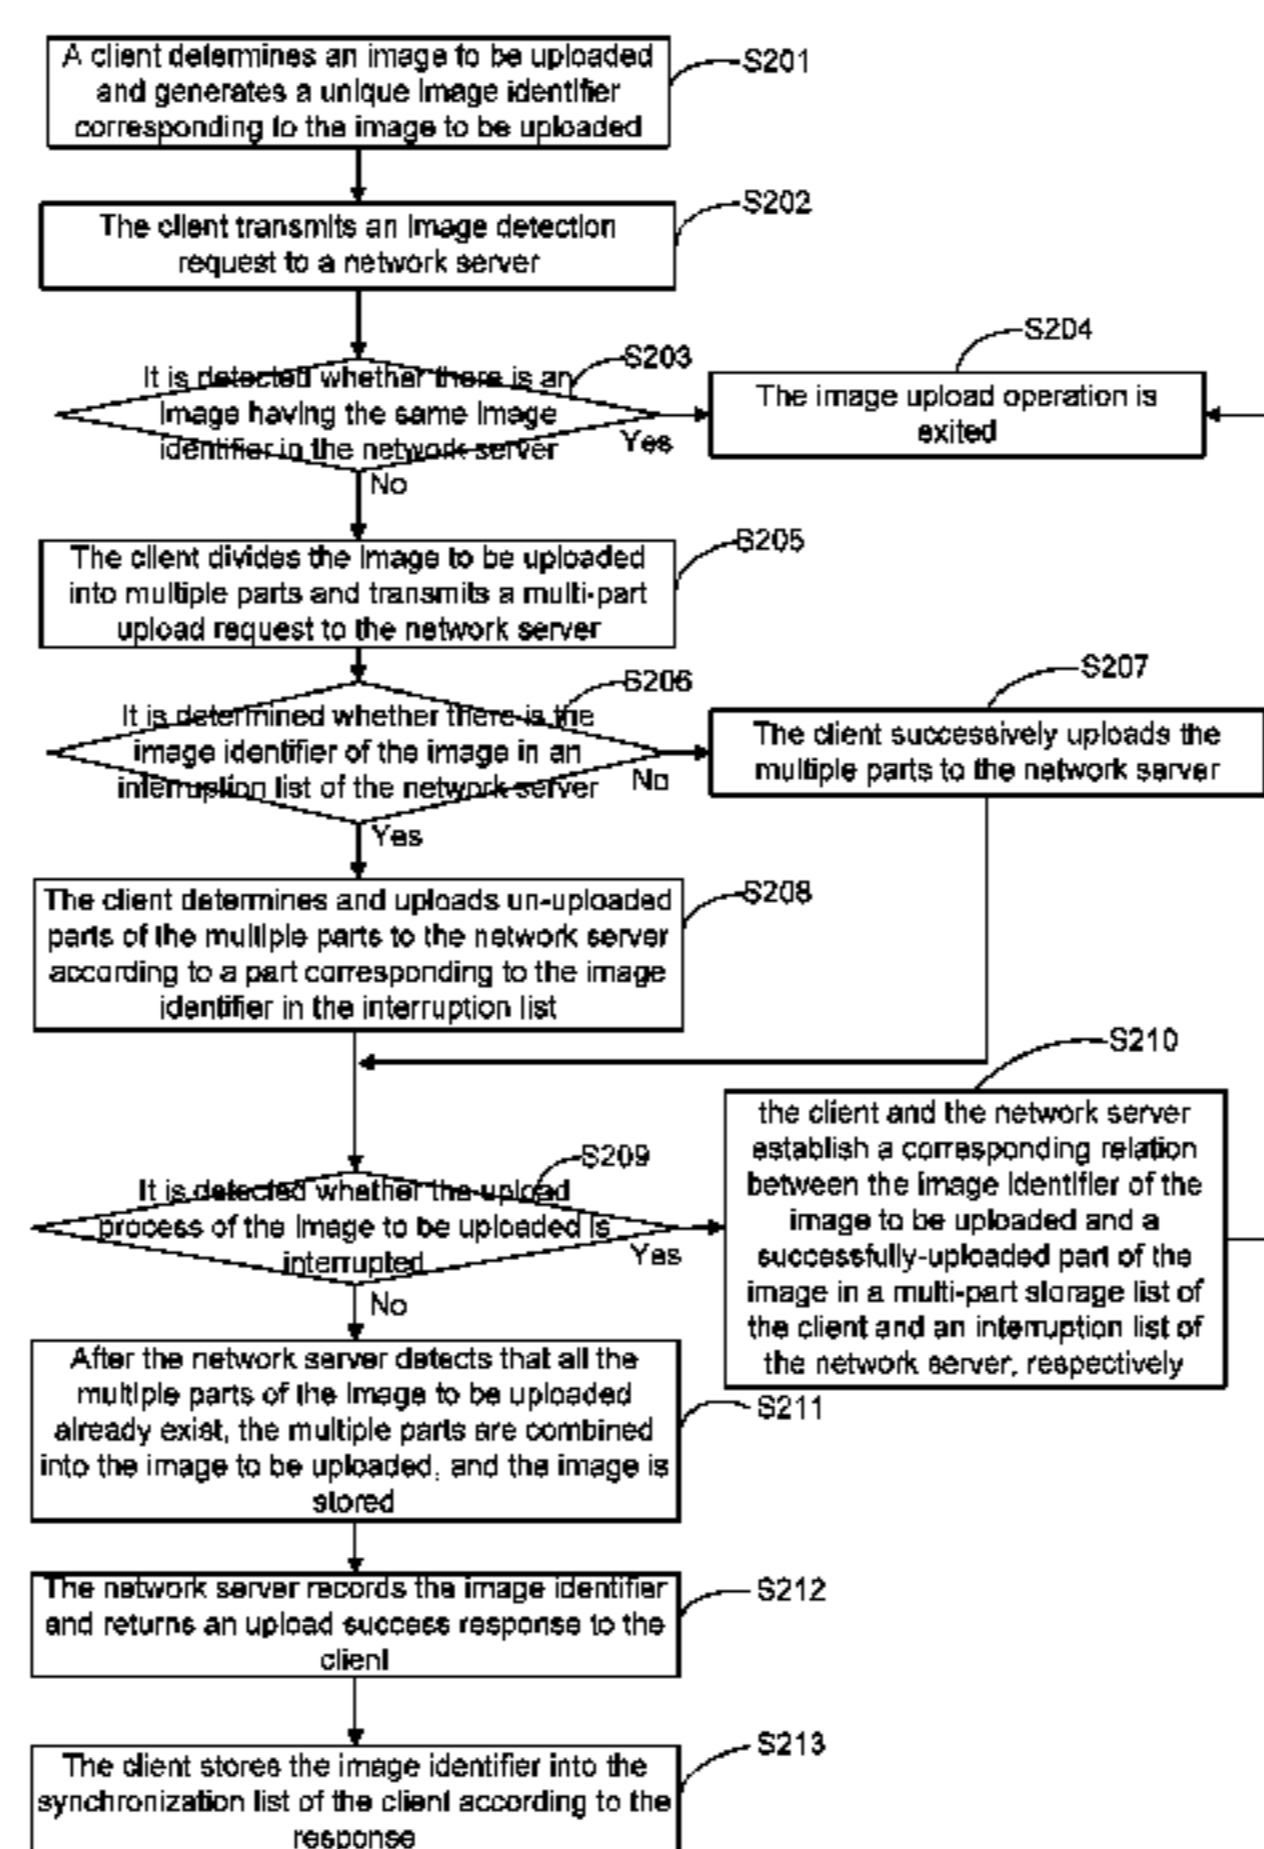 A client determines an image to be uploaded
and generates a unique image identifier
corresponding to the image to be uploaded
S201
The client transmits an image detection
request to a network server
S202
It is detected whether there is an
image having the same image
identifier in the network server
S203
Yes
No
The image upload operation is
exited
S204
The client divides the image to be uploaded
into multiple parts and transmits a multi-part
upload request to the network server
S205
It is determined whether there is the
image identifier of the image in an
interruption list of the network server
S206
No
Yes
The client successively uploads the
multiple parts to the network server
S207
The client determines and uploads un-uploaded
parts of the multiple parts to the network server
according to a part corresponding to the image
identifier in the interruption list
S208
It is detected whether the upload
process of the image to be uploaded is
interrupted
S209
Yes
No
the client and the network server
establish a corresponding relation
between the image identifier of the
image to be uploaded and a
successfully-uploaded part of the
image in a multi-part storage list of
the client and an interruption list of
the network server, respectively
S210
After the network server detects that all the
multiple parts of the image to be uploaded
already exist, the multiple parts are combined
into the image to be uploaded, and the image is
stored
S211
The network server records the image identifier
and returns an upload success response to the
client
S212
The client stores the image identifier into the
synchronization list of the client according to the
response
S213